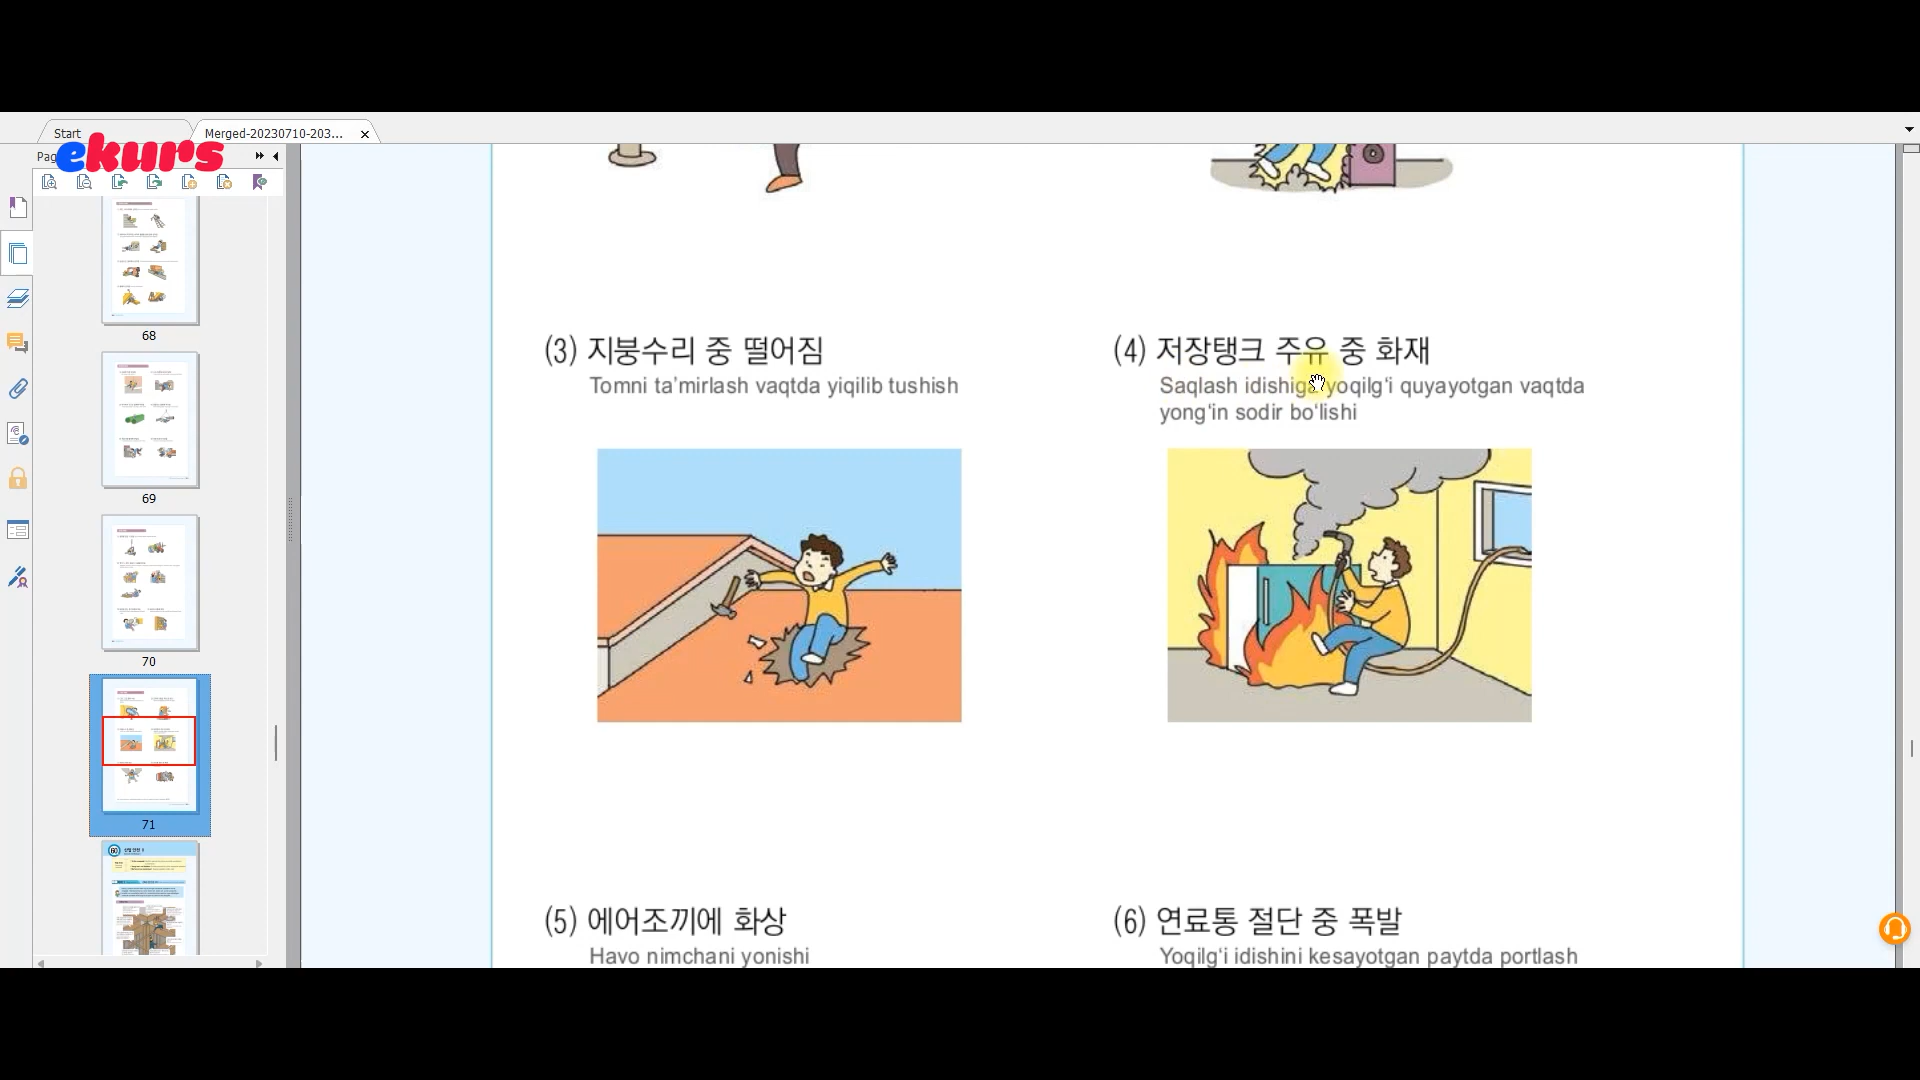 Start
Merged-20230710-203...
Pag
ekurs
68
69
70
71
(3) 지붕수리 중 떨어짐
Tomni ta’mirlash vaqtda yiqilib tushish
(4) 저장탱크 주유 중 화재
Saqlash idishiga yoqilg‘i quyayotgan vaqtda
yong‘in sodir bo‘lishi
(5) 에어조끼에 화상
Havo nimchani yonishi
(6) 연료통 절단 중 폭발
Yoqilg‘i idishini kesayotgan paytda portlash